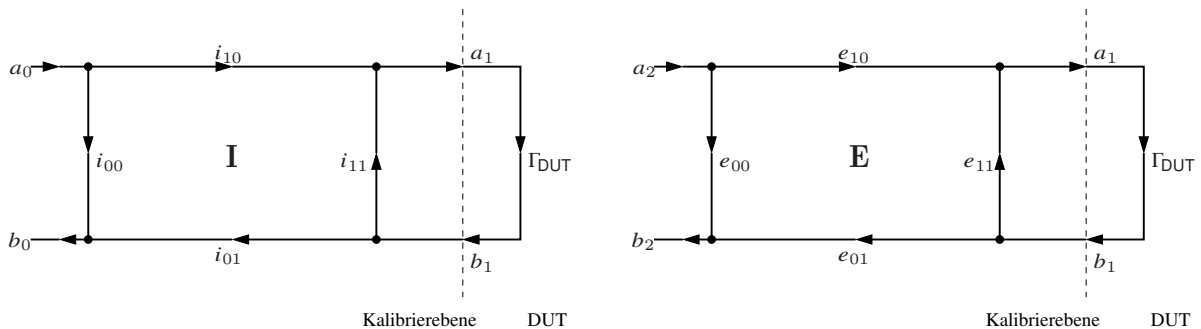 i10
a0
a1
i00
I
i11
ΓDUT
b0
i01
b1
Kalibrierebene DUT
e10
a2
a1
e00
E
e11
ΓDUT
b2
e01
b1
Kalibrierebene DUT